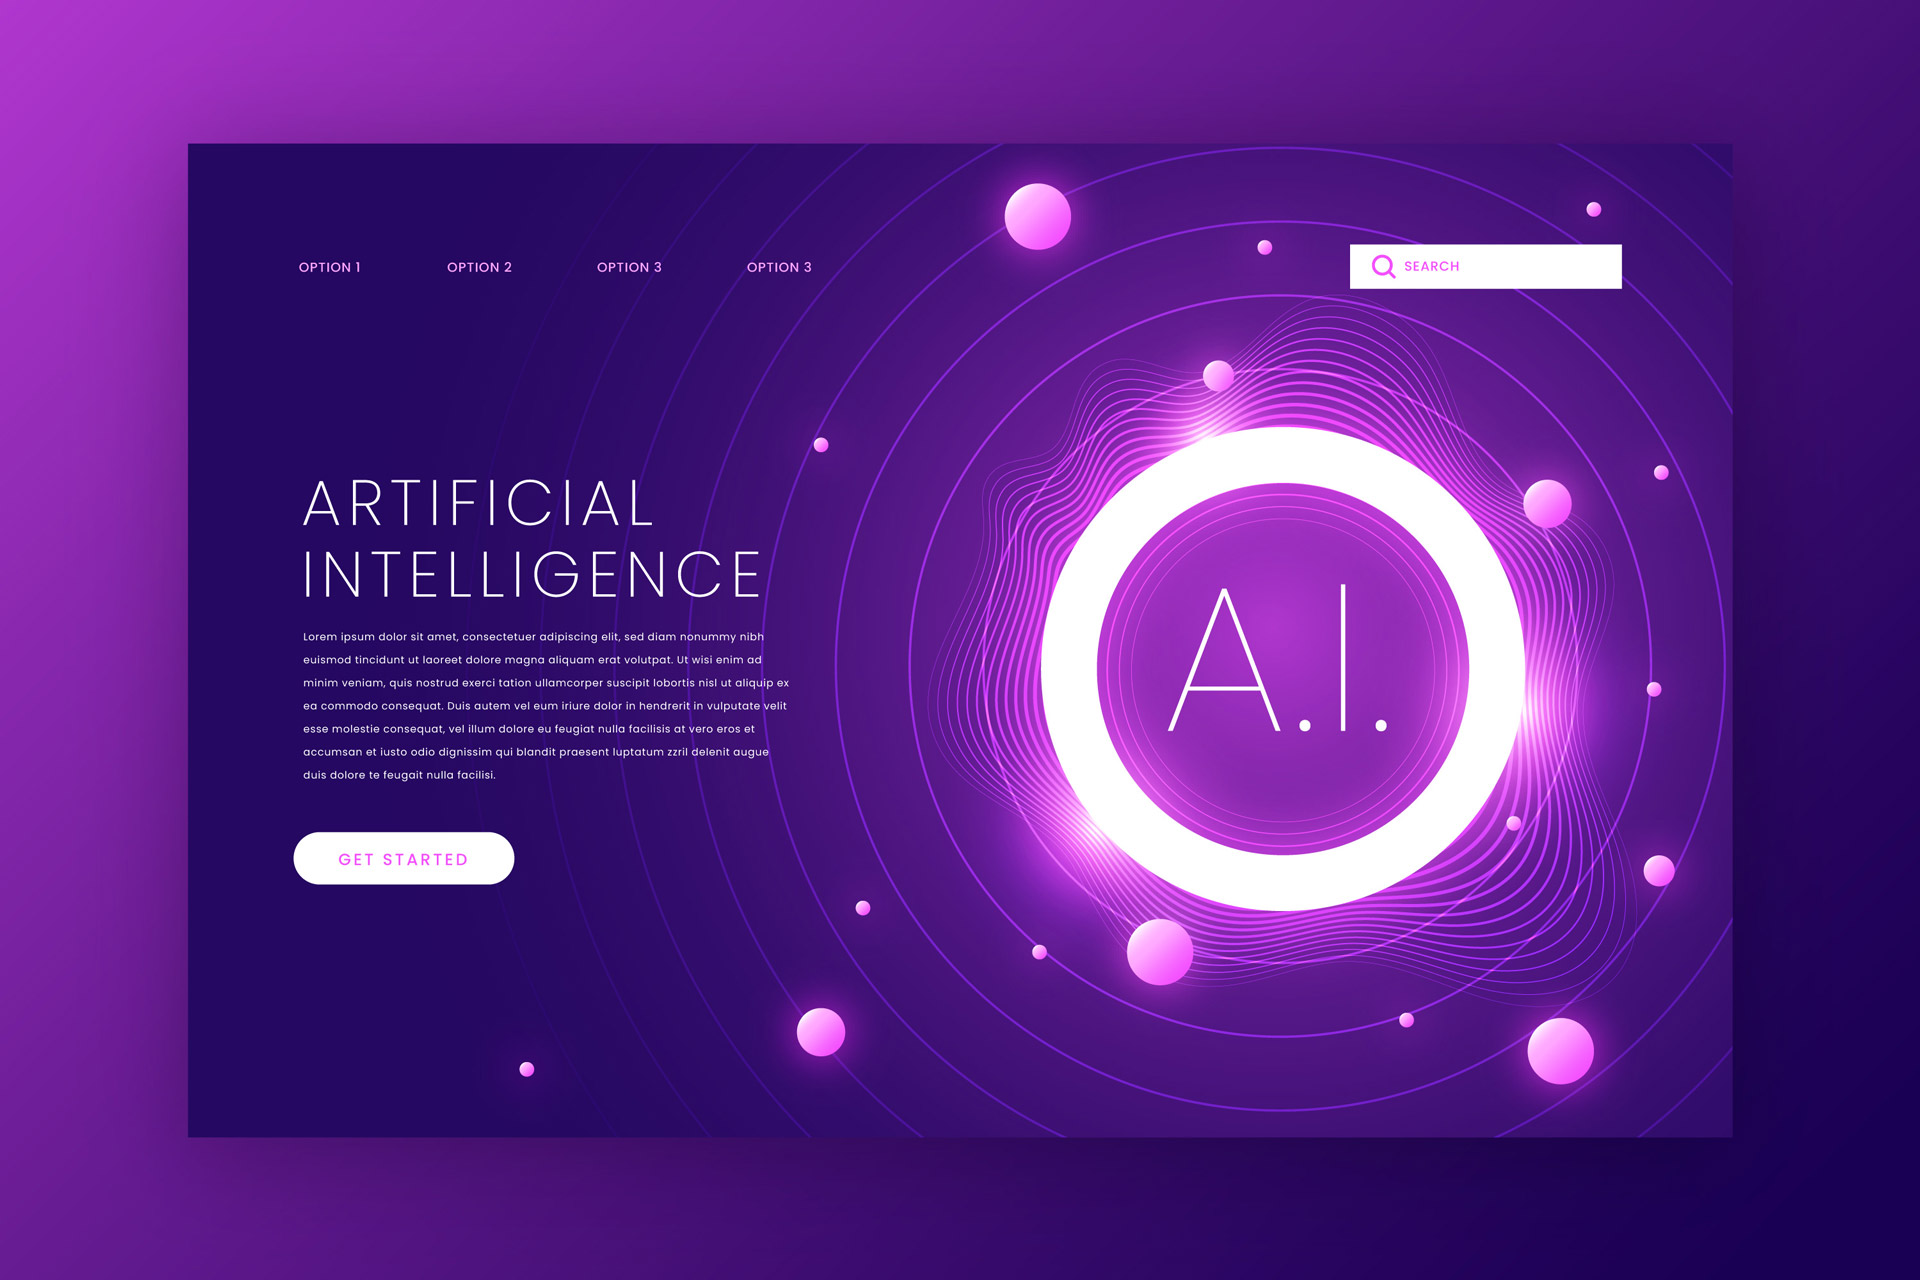 OPTION 1
OPTION 2
OPTION 3
OPTION 3
SEARCH
ARTIFICIAL
INTELLIGENCE
Lorem ipsum dolor sit amet, consectetuer adipiscing elit, sed diam nonummy nibh
euismod tincidunt ut laoreet dolore magna aliquam erat volutpat. Ut wisi enim ad
minim veniam, quis nostrud exerci tation ullamcorper suscipit lobortis nisl ut aliquip ex
ea commodo consequat. Duis autem vel eum iriure dolor in hendrerit in vulputate velit
esse molestie consequat, vel illum dolore eu feugiat nulla facilisis at vero eros et
accumsan et iusto odio dignissim qui blandit praesent luptatum zzril delenit augue
duis dolore te feugait nulla facilisi.
GET STARTED
A.I.